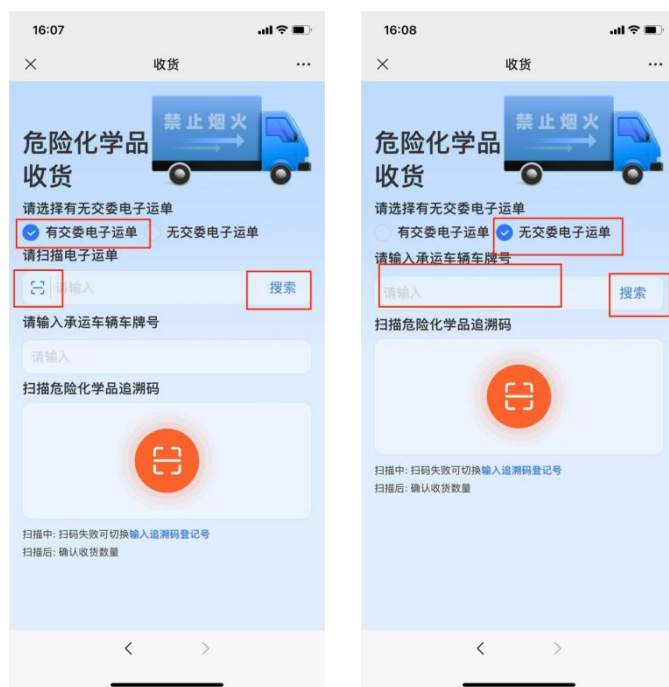 16:07
收货
禁止烟火
危险化学品
收货
请选择有无交委电子运单
有交委电子运单 无交委电子运单
请扫描电子运单
请输入 搜索
请输入承运车辆车牌号
请输入
扫描危险化学品追溯码
扫描中: 扫码失败可切换输入追溯码登记号
扫描后: 确认收货数量
16:08
收货
禁止烟火
危险化学品
收货
请选择有无交委电子运单
有交委电子运单 无交委电子运单
请输入承运车辆车牌号
请输入 搜索
扫描危险化学品追溯码
扫描中: 扫码失败可切换输入追溯码登记号
扫描后: 确认收货数量